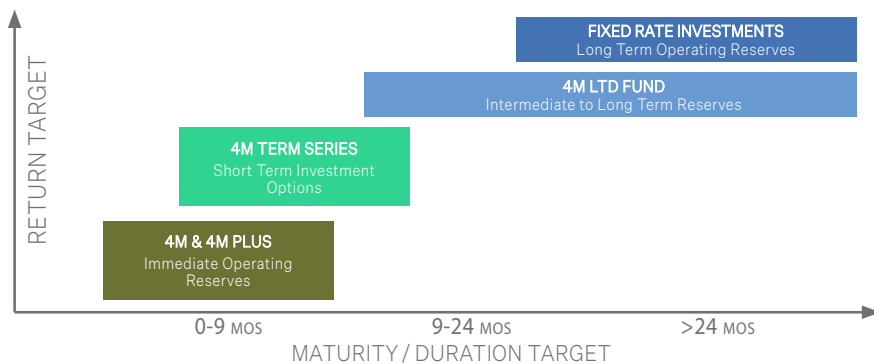 RETURN TARGET
FIXED RATE INVESTMENTS
Long Term Operating Reserves
4M LTD FUND
Intermediate to Long Term Reserves
4M TERM SERIES
Short Term Investment
Options
4M & 4M PLUS
Immediate Operating
Reserves
0-9 MOS
9-24 MOS
>24 MOS
MATURITY / DURATION TARGET